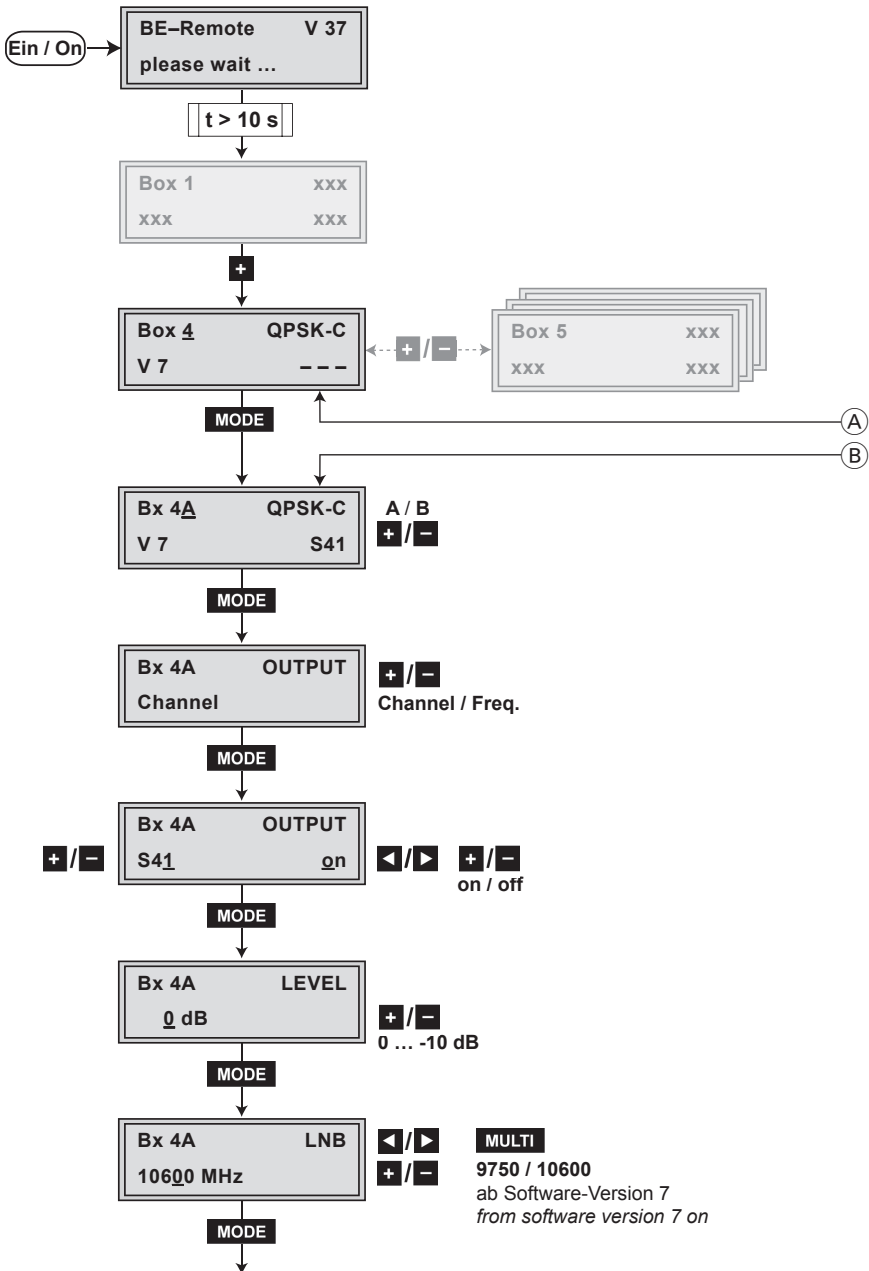 Ein / On
BE–Remote V 37
please wait …
t > 10 s
Box 1 xxx
xxx xxx
+
Box 4 QPSK-C
V 7 – – –
+ / −
Box 5 xxx
xxx xxx
MODE
A
B
Bx 4A QPSK-C
V 7 S41
A / B
+ / −
MODE
Bx 4A OUTPUT
Channel
+ / −
Channel / Freq.
MODE
Bx 4A OUTPUT
S41 on
+ / −
◄ / ► + / −
on / off
MODE
Bx 4A LEVEL
0 dB
+ / −
0 … -10 dB
MODE
Bx 4A LNB
10600 MHz
◄ / ►
+ / −
MULTI
9750 / 10600
ab Software-Version 7
from software version 7 on
MODE